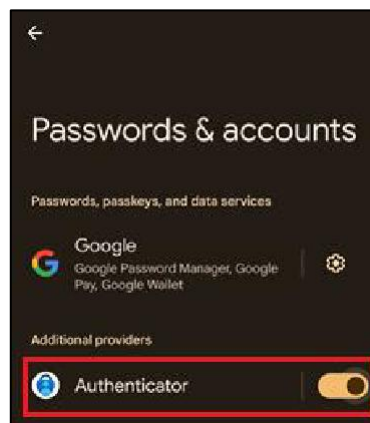 Passwords & accounts
Passwords, passkeys, and data services
Google
Google Password Manager, Google
Pay, Google Wallet
Additional providers
Authenticator